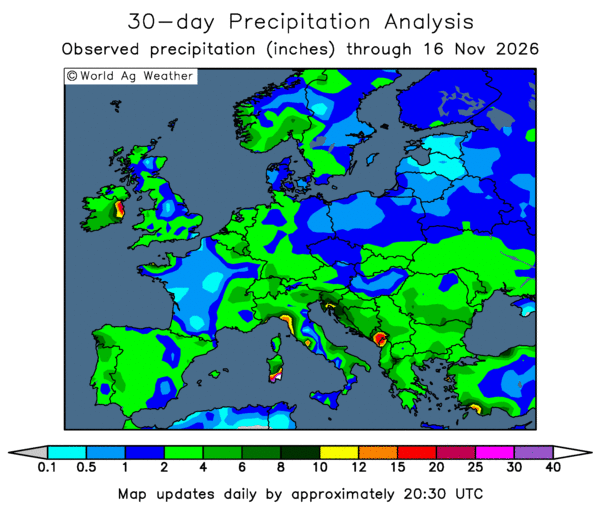 30-day Precipitation Analysis
Observed precipitation (inches) through 16 Nov 2026
© World Ag Weather
0.1 0.5 1 2 4 6 8 10 12 15 20 25 30 40
Map updates daily by approximately 20:30 UTC